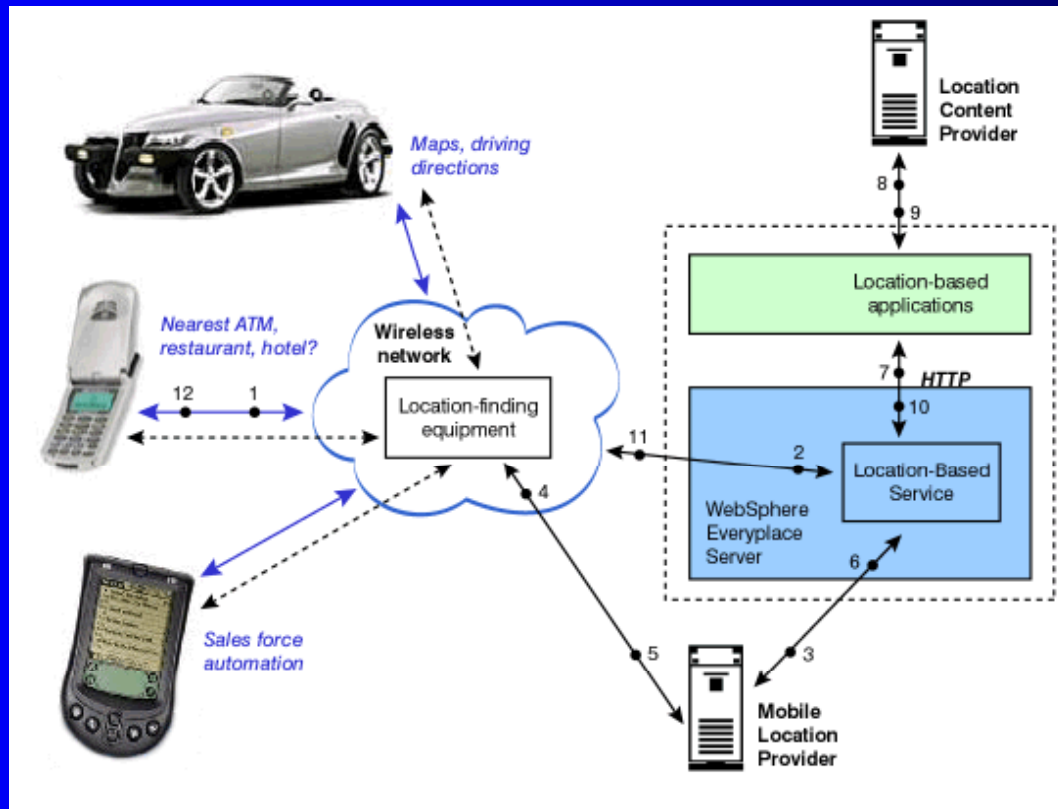 Location
Content
Provider
Maps, driving
directions
8
9
Location-based
applications
Nearest ATM,
restaurant, hotel?
Wireless
network
7
HTTP
12
1
Location-finding
equipment
10
11
2
Location-Based
Service
4
WebSphere
Everyplace
Server
6
Sales force
automation
5
3
Mobile
Location
Provider